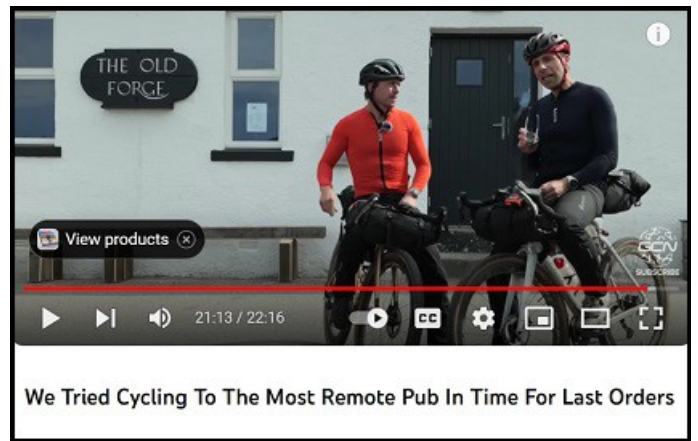 THE OLD
FORGE
i
View products
GCN
SUBSCRIBE
21:13 / 22:16
CC
We Tried Cycling To The Most Remote Pub In Time For Last Orders